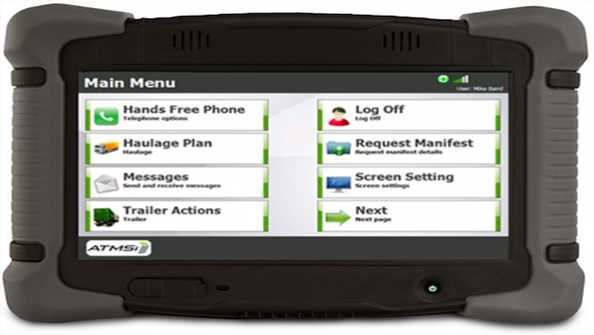 Main Menu
User: Mike Baird
Hands Free Phone
Telephone options
Log Off
Log Off
Haulage Plan
Haulage
Request Manifest
Request manifest details
Messages
Send and receive messages
Screen Setting
Screen settings
Trailer Actions
Trailer
Next
Next page
ATMSi